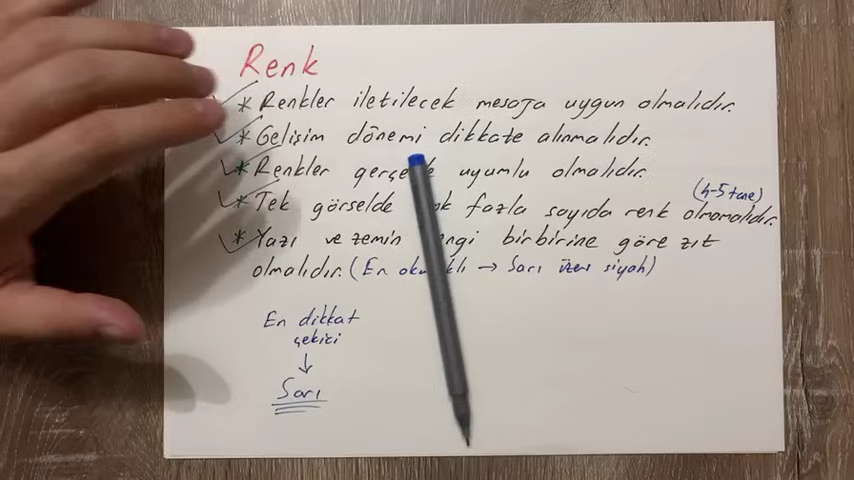 Renk
* Renkler iletilecek mesaja uygun olmalıdır.
* Gelişim dönemi dikkate alınmalıdır.
* Renkler uyumlu olmalıdır.
(4-5 tane)
* Tek görselde fazla sayıda renk olmamalıdır.
* Yazı ve zemin birbirine göre zıt
olmalıdır. (En → Sarı üzeri siyah)
En dikkat
çekici
↓
Sarı